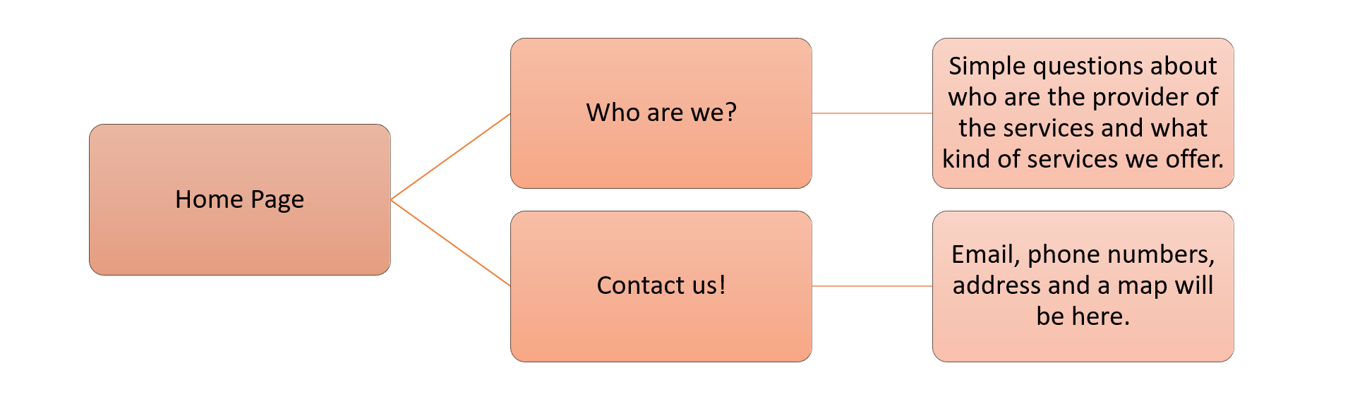 Home Page
Who are we?
Simple questions about
who are the provider of
the services and what
kind of services we offer.
Contact us!
Email, phone numbers,
address and a map will
be here.